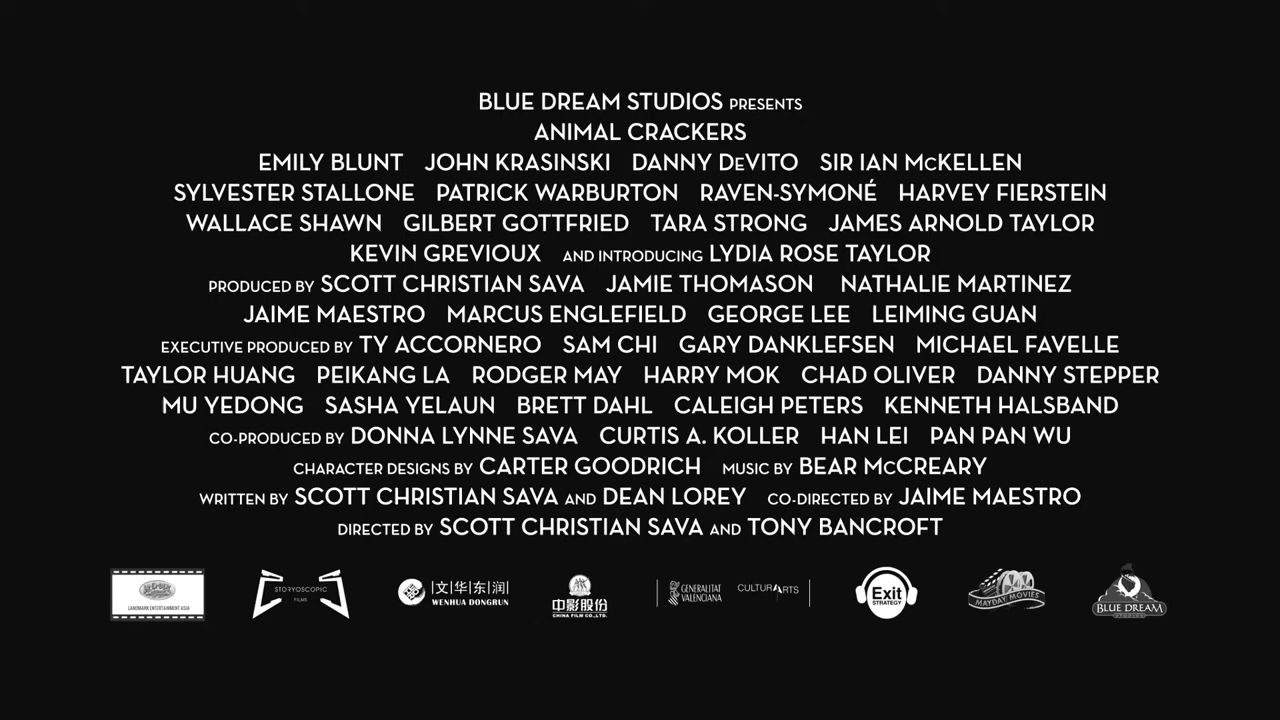 BLUE DREAM STUDIOS PRESENTS
ANIMAL CRACKERS
EMILY BLUNT JOHN KRASINSKI DANNY DeVITO SIR IAN McKELLEN
SYLVESTER STALLONE PATRICK WARBURTON RAVEN-SYMONÉ HARVEY FIERSTEIN
WALLACE SHAWN GILBERT GOTTFRIED TARA STRONG JAMES ARNOLD TAYLOR
KEVIN GREVIOUX AND INTRODUCING LYDIA ROSE TAYLOR
PRODUCED BY SCOTT CHRISTIAN SAVA JAMIE THOMASON NATHALIE MARTINEZ
JAIME MAESTRO MARCUS ENGLEFIELD GEORGE LEE LEIMING GUAN
EXECUTIVE PRODUCED BY TY ACCORNERO SAM CHI GARY DANKLEFSEN MICHAEL FAVELLE
TAYLOR HUANG PEIKANG LA RODGER MAY HARRY MOK CHAD OLIVER DANNY STEPPER
MU YEDONG SASHA YELAUN BRETT DAHL CALEIGH PETERS KENNETH HALSBAND
CO-PRODUCED BY DONNA LYNNE SAVA CURTIS A. KOLLER HAN LEI PAN PAN WU
CHARACTER DESIGNS BY CARTER GOODRICH MUSIC BY BEAR McCREARY
WRITTEN BY SCOTT CHRISTIAN SAVA AND DEAN LOREY CO-DIRECTED BY JAIME MAESTRO
DIRECTED BY SCOTT CHRISTIAN SAVA AND TONY BANCROFT
LANDMARK ENTERTAINMENT ASIA
STORYOSCOPIC
FILMS
文华东润
WENHUA DONGRUN
中影股份
CHINA FILM CO.,LTD.
GENERALITAT
VALENCIANA
CULTURARTS
Exit
STRATEGY
MAYDAY MOVIES
BLUE DREAM
STUDIOS